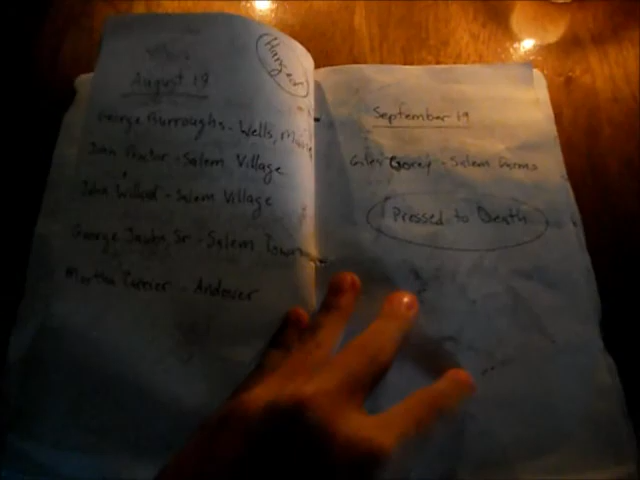 Hanged
August 19
George Burroughs - Wells, Maine
John Proctor - Salem Village
John Willard - Salem Village
George Jacobs, Sr - Salem Town
Martha Carrier - Andover
September 19
Giles Corey - Salem Farms
Pressed to Death